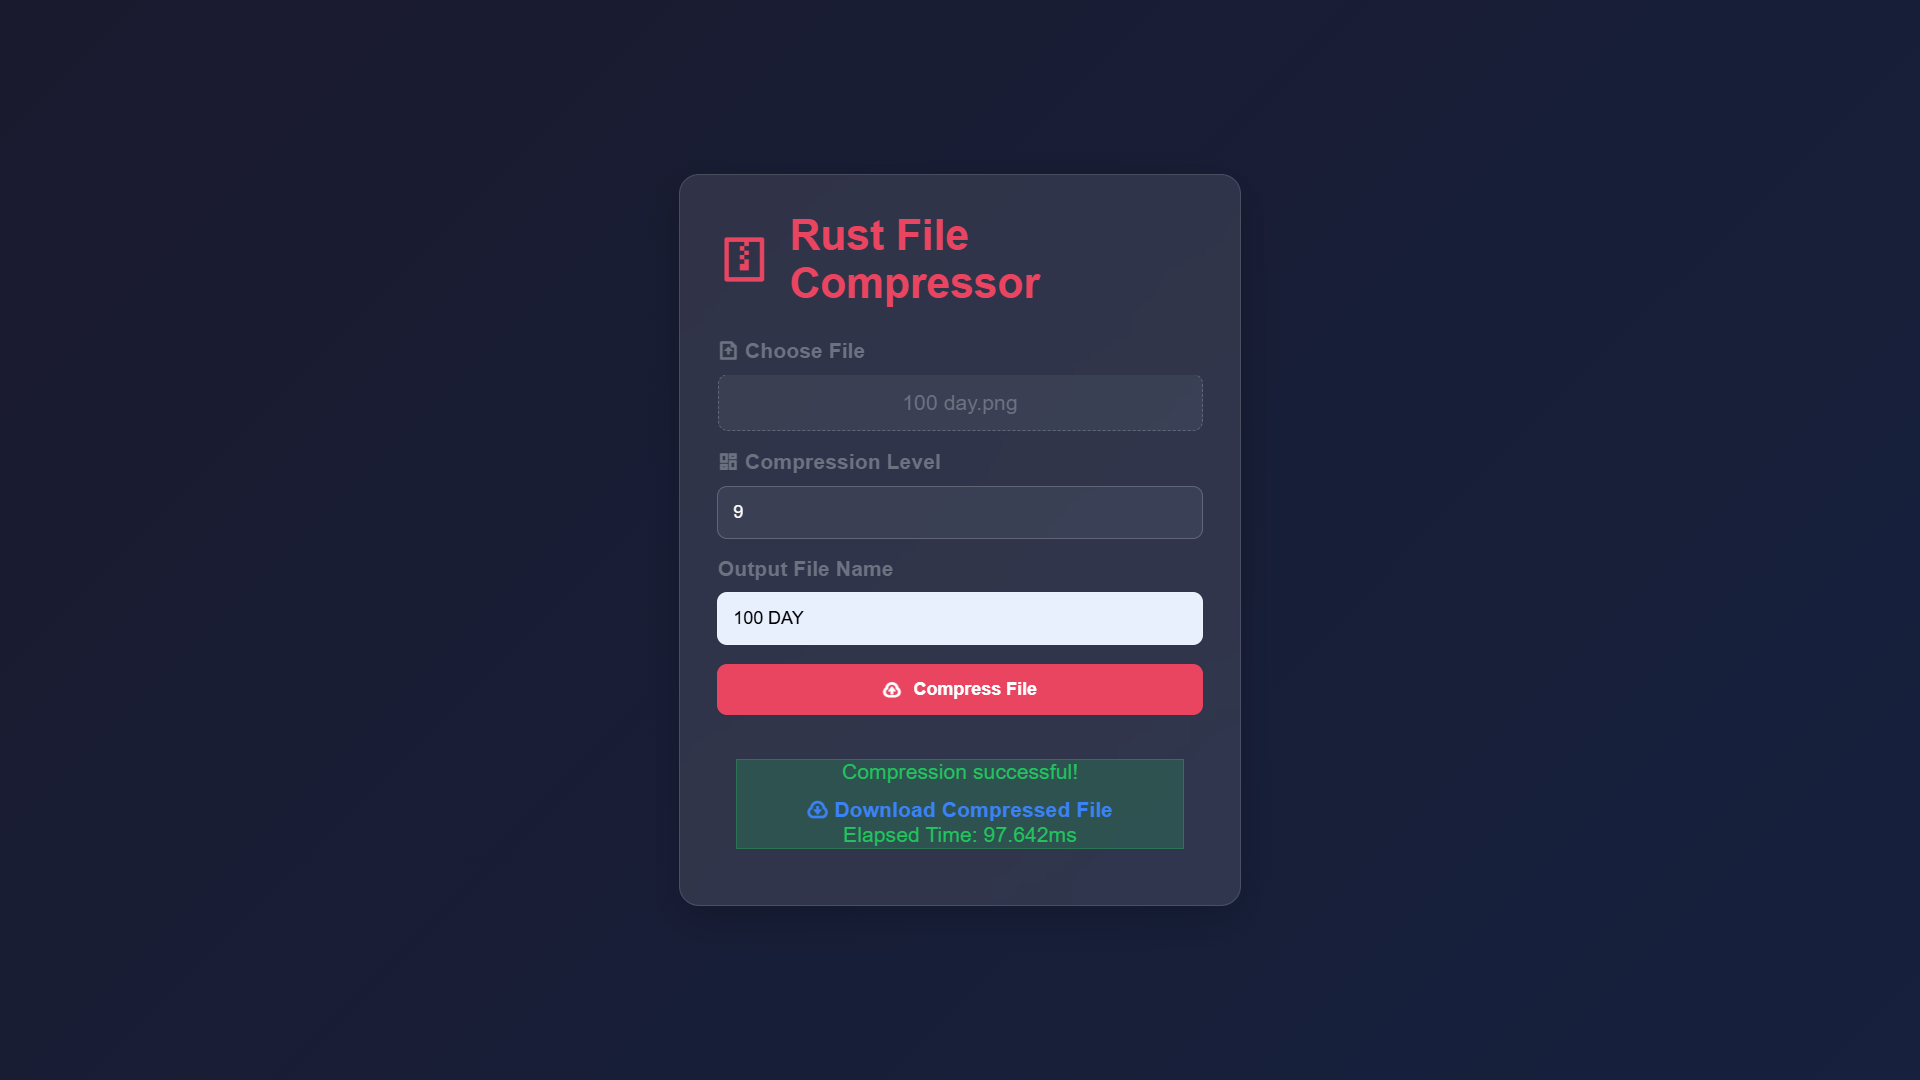 Rust File
Compressor
Choose File
100 day.png
Compression Level
9
Output File Name
100 DAY
Compress File
Compression successful!
Download Compressed File
Elapsed Time: 97.642ms